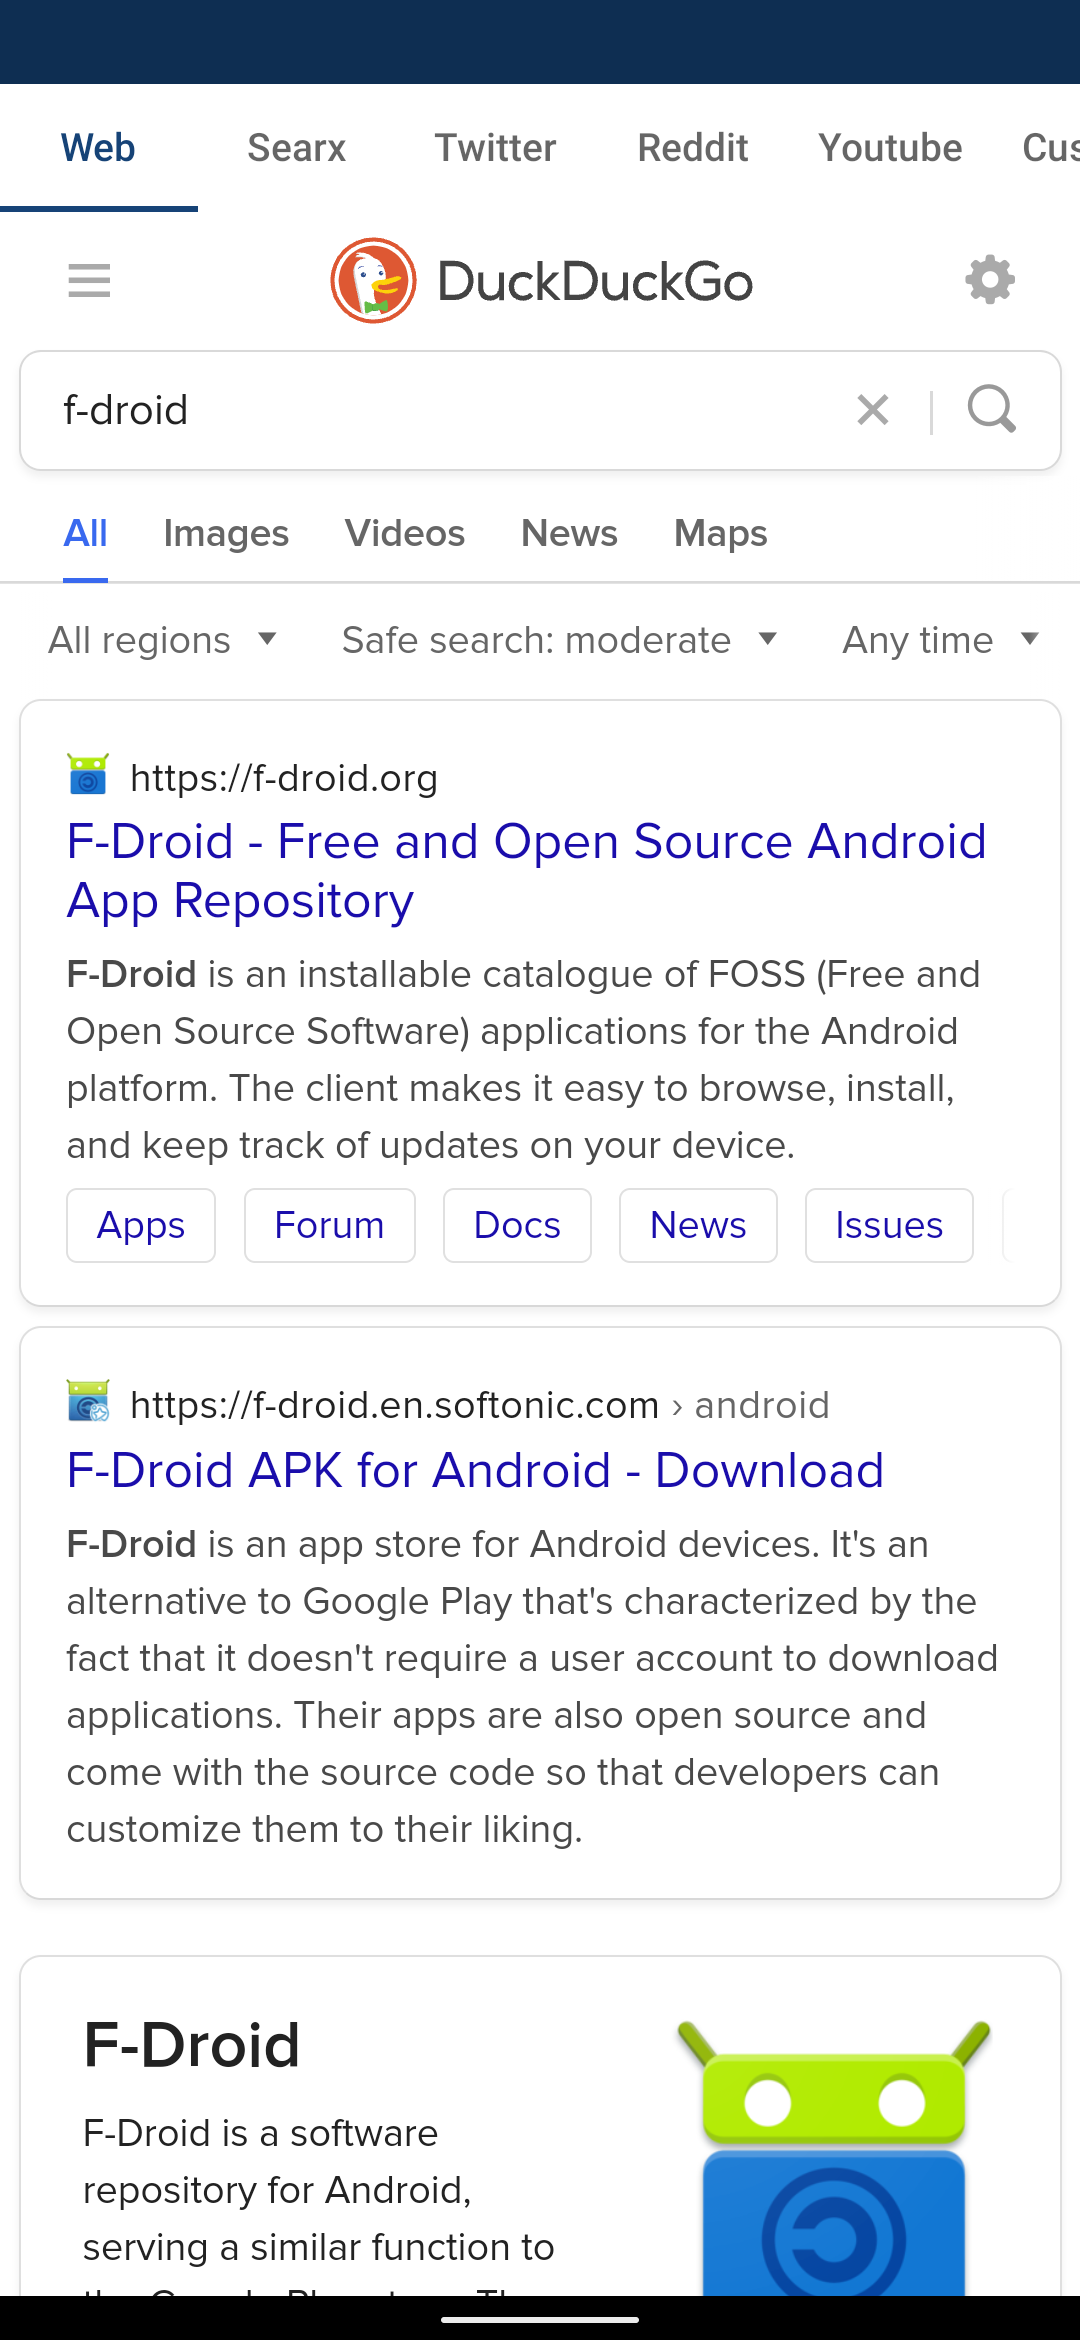 Web Searx Twitter Reddit Youtube Cus
DuckDuckGo
f-droid
All Images Videos News Maps
All regions Safe search: moderate Any time
https://f-droid.org
F-Droid - Free and Open Source Android
App Repository
F-Droid is an installable catalogue of FOSS (Free and
Open Source Software) applications for the Android
platform. The client makes it easy to browse, install,
and keep track of updates on your device.
Apps Forum Docs News Issues
https://f-droid.en.softonic.com › android
F-Droid APK for Android - Download
F-Droid is an app store for Android devices. It's an
alternative to Google Play that's characterized by the
fact that it doesn't require a user account to download
applications. Their apps are also open source and
come with the source code so that developers can
customize them to their liking.
F-Droid
F-Droid is a software
repository for Android,
serving a similar function to